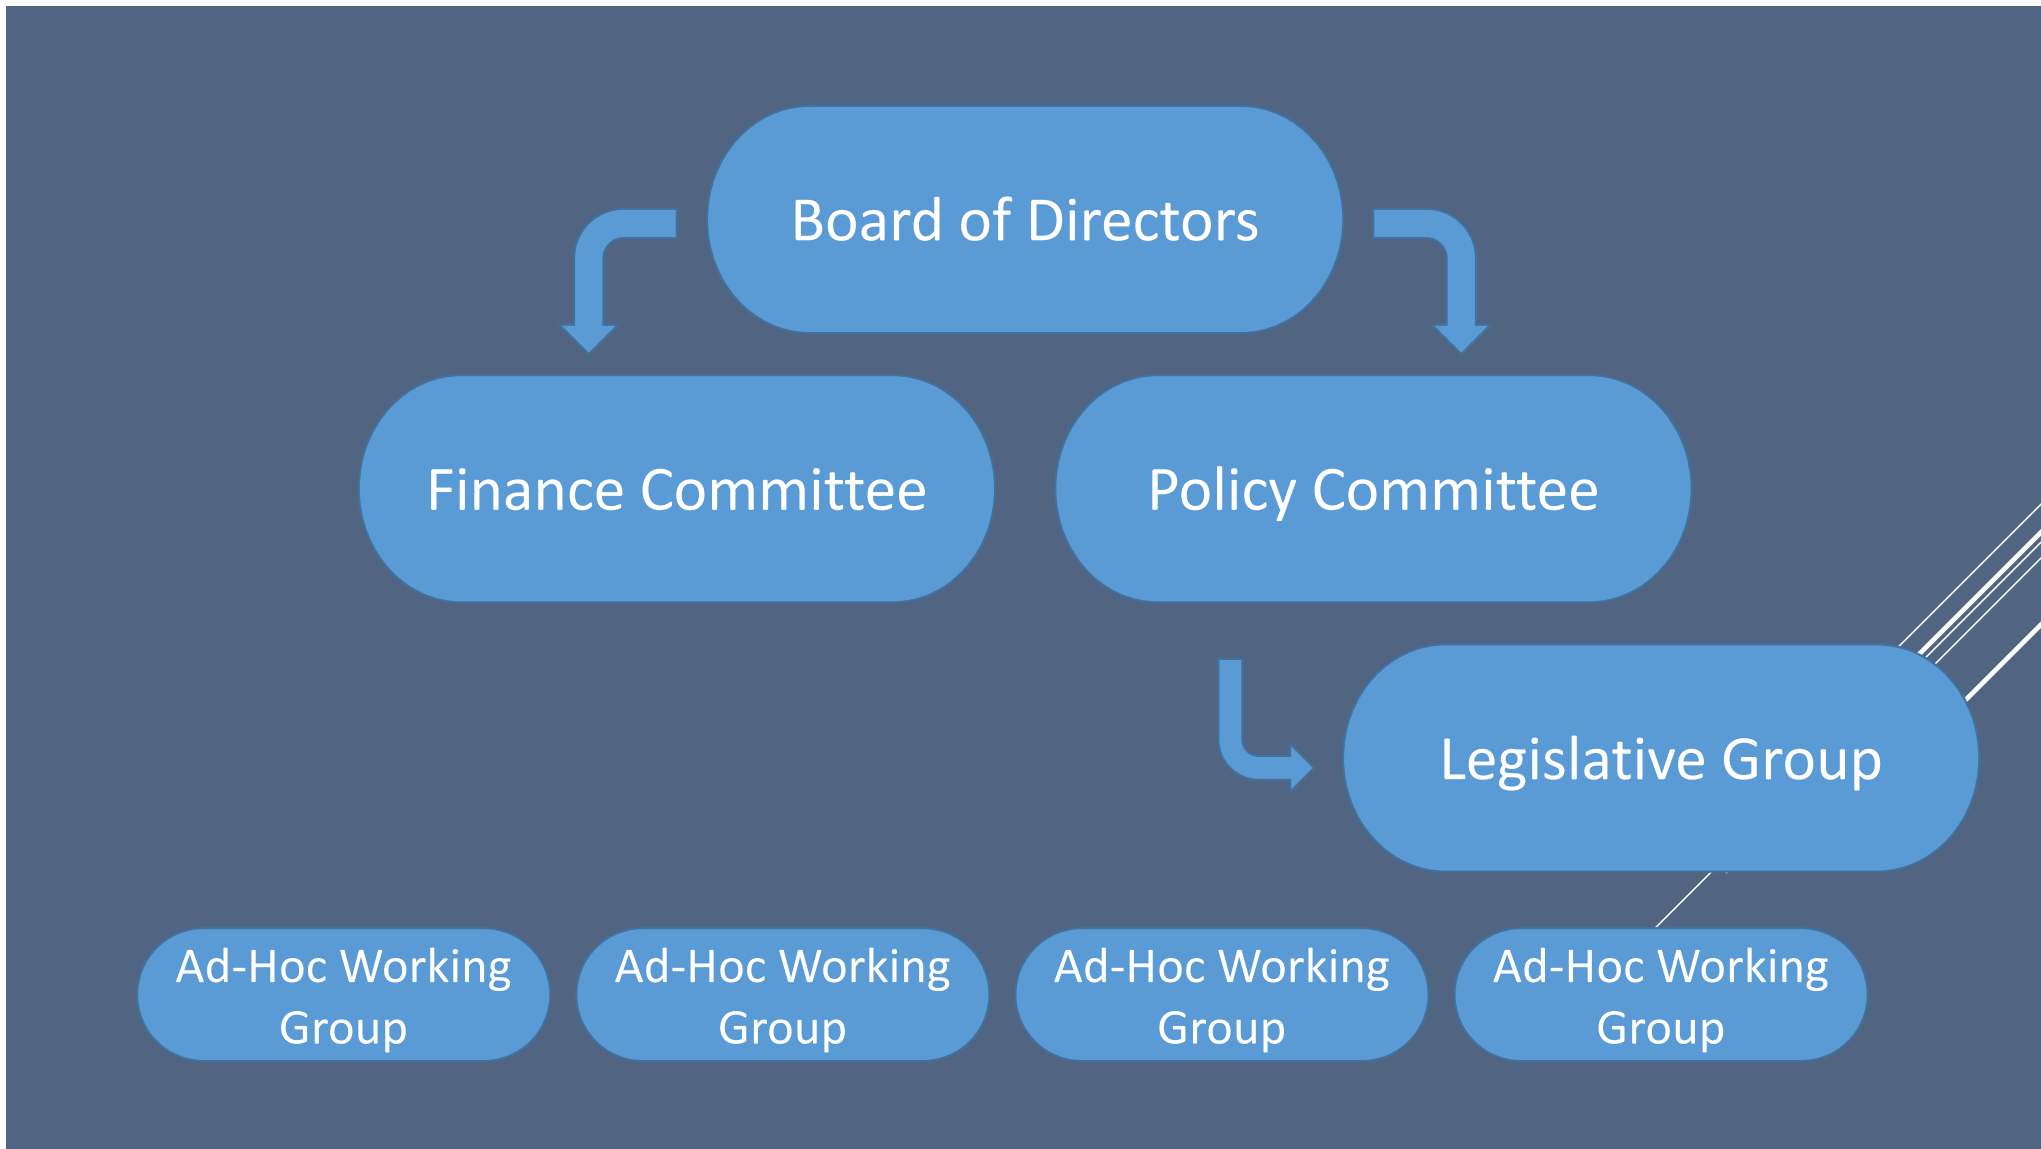 Board of Directors
Finance Committee
Policy Committee
Legislative Group
Ad-Hoc Working
Group
Ad-Hoc Working
Group
Ad-Hoc Working
Group
Ad-Hoc Working
Group